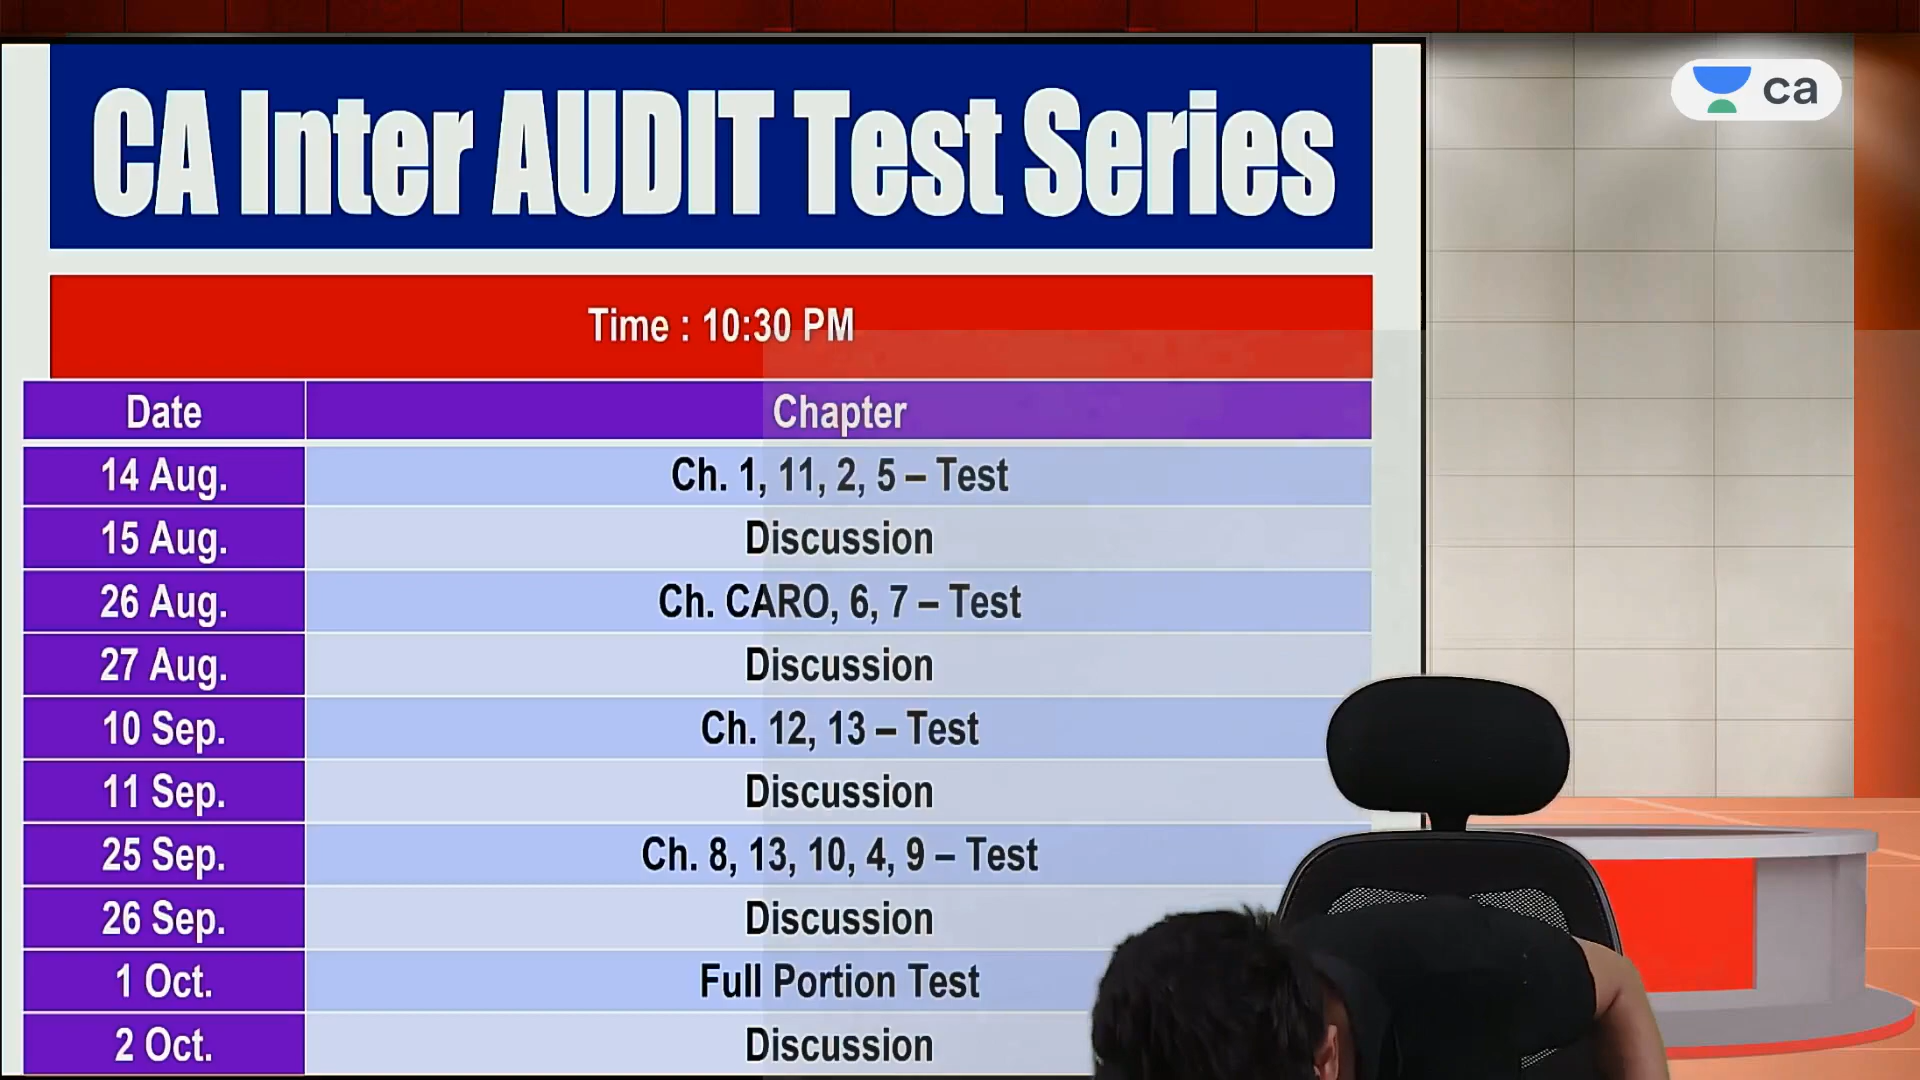 CA Inter AUDIT Test Series
ca
Time : 10:30 PM
Date Chapter
14 Aug. Ch. 1, 11, 2, 5 – Test
15 Aug. Discussion
26 Aug. Ch. CARO, 6, 7 – Test
27 Aug. Discussion
10 Sep. Ch. 12, 13 – Test
11 Sep. Discussion
25 Sep. Ch. 8, 13, 10, 4, 9 – Test
26 Sep. Discussion
1 Oct. Full Portion Test
2 Oct. Discussion